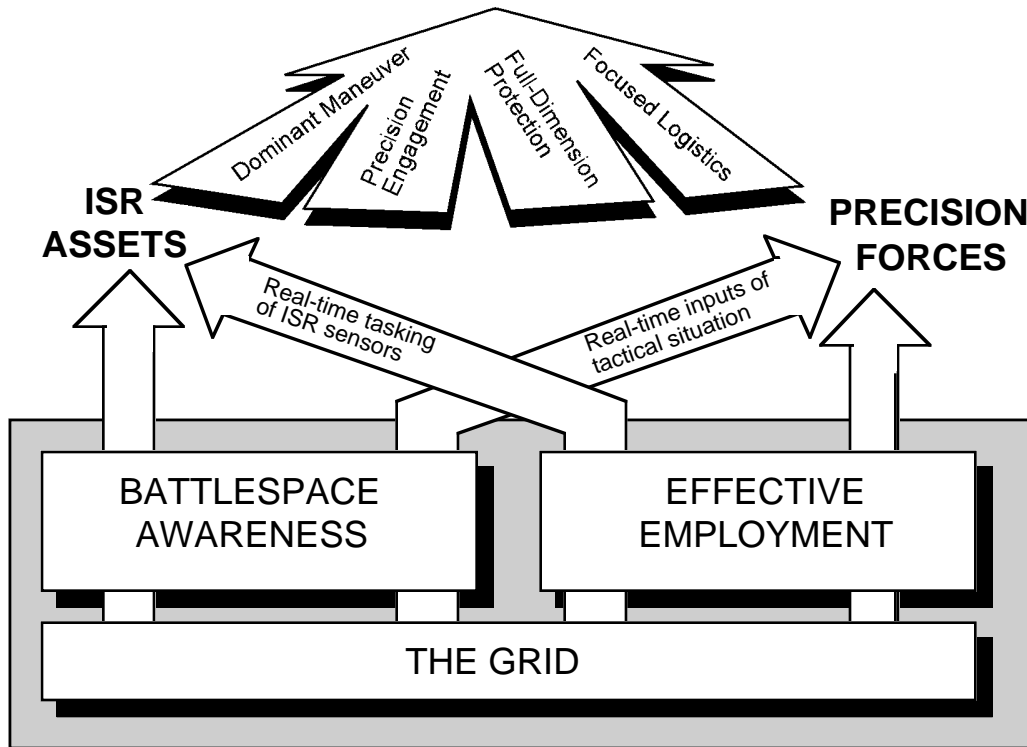 Dominant Maneuver
Precision
Engagement
Full-Dimension
Protection
Focused Logistics
ISR
ASSETS
PRECISION
FORCES
Real-time tasking
of ISR sensors
Real-time inputs of
tactical situation
BATTLESPACE
AWARENESS
EFFECTIVE
EMPLOYMENT
THE GRID